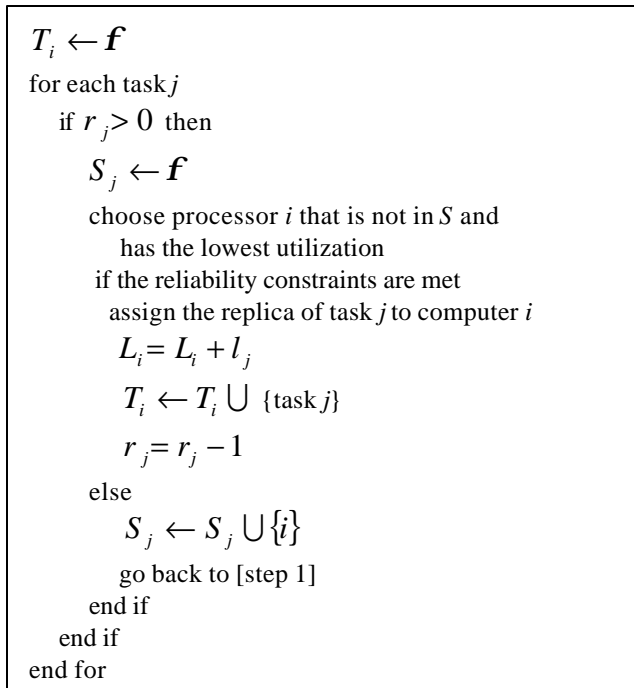 T_i ← f
for each task j
if r_j > 0 then
S_j ← f
choose processor i that is not in S and
has the lowest utilization
if the reliability constraints are met
assign the replica of task j to computer i
L_i = L_i + l_j
T_i ← T_i ∪ {task j}
r_j = r_j − 1
else
S_j ← S_j ∪ {i}
go back to [step 1]
end if
end if
end for